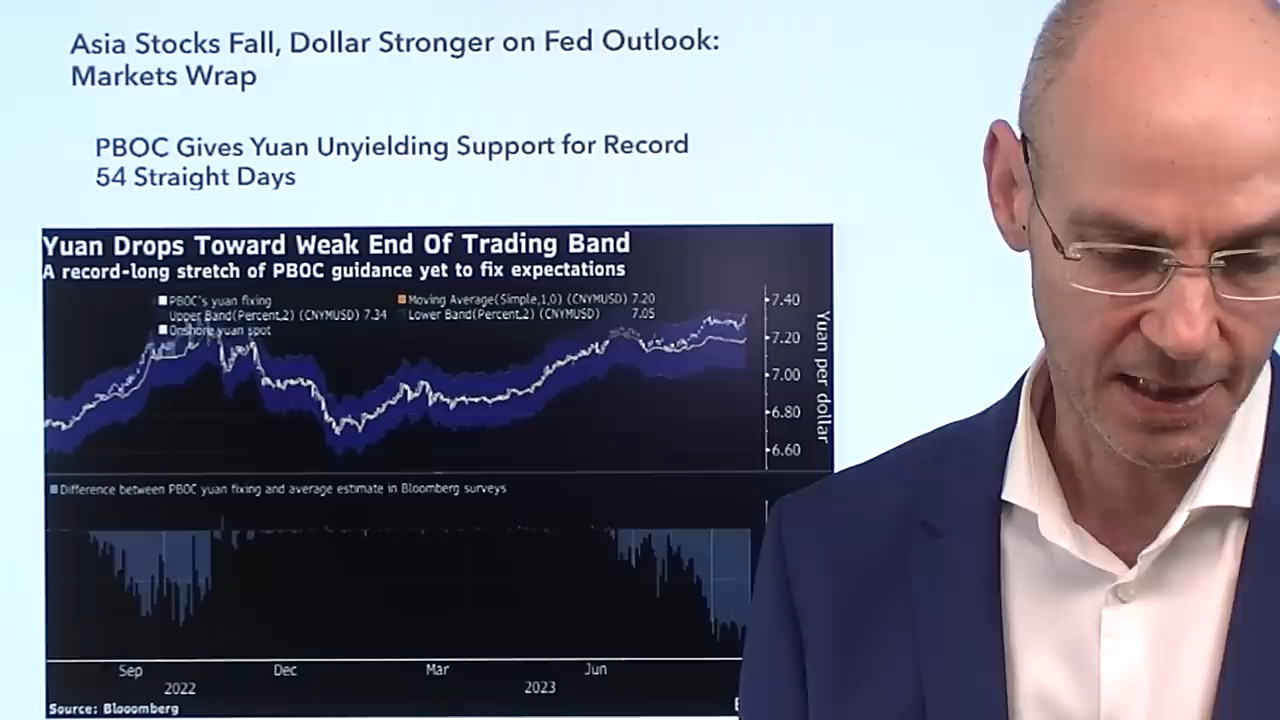 Asia Stocks Fall, Dollar Stronger on Fed Outlook:
Markets Wrap
PBOC Gives Yuan Unyielding Support for Record
54 Straight Days
Yuan Drops Toward Weak End Of Trading Band
A record-long stretch of PBOC guidance yet to fix expectations
PBOC's yuan fixing
Moving Average(Simple,1,0) (CNYMUSD) 7.20
Upper Band(Percent,2) (CNYMUSD) 7.34
Lower Band(Percent,2) (CNYMUSD) 7.05
Onshore yuan spot
7.40
7.20
7.00
6.80
6.60
Yuan per dollar
Difference between PBOC yuan fixing and average estimate in Bloomberg surveys
Sep Dec Mar Jun
2022 2023
Source: Blooomberg